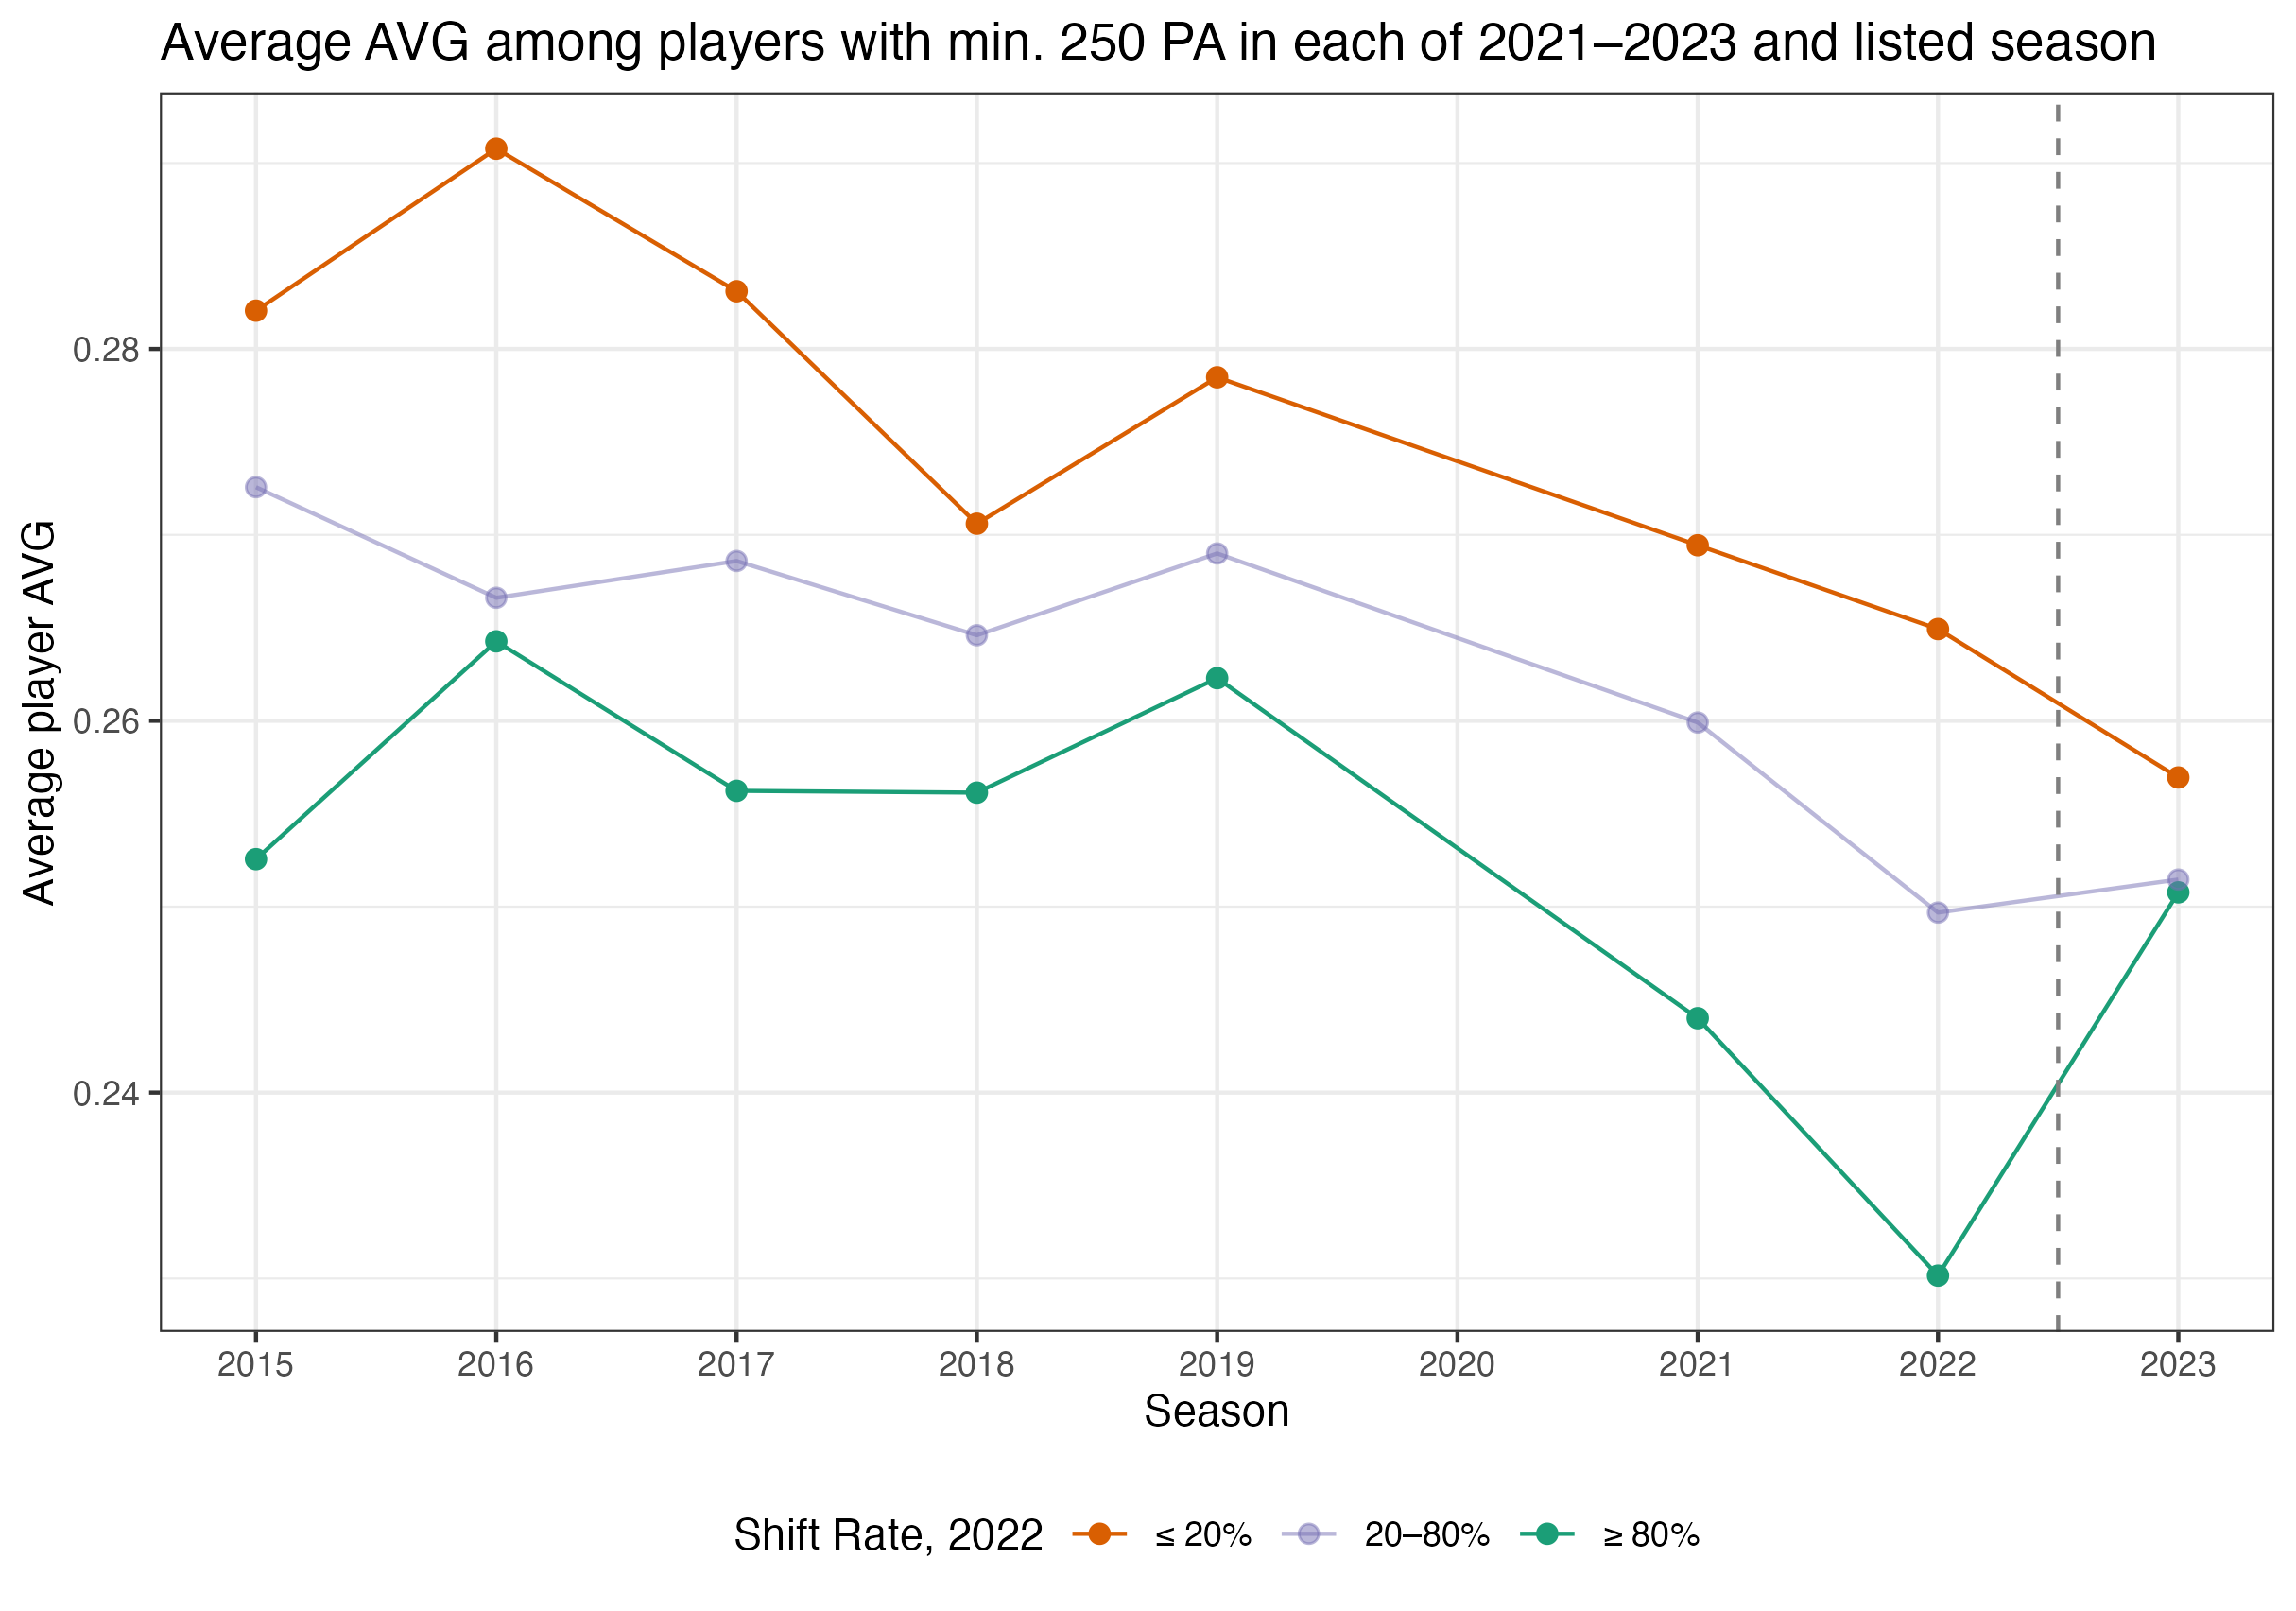 Average AVG among players with min. 250 PA in each of 2021–2023 and listed season
Average player AVG
0.28
0.26
0.24
2015 2016 2017 2018 2019 2020 2021 2022 2023
Season
Shift Rate, 2022 ≤ 20% 20–80% ≥ 80%